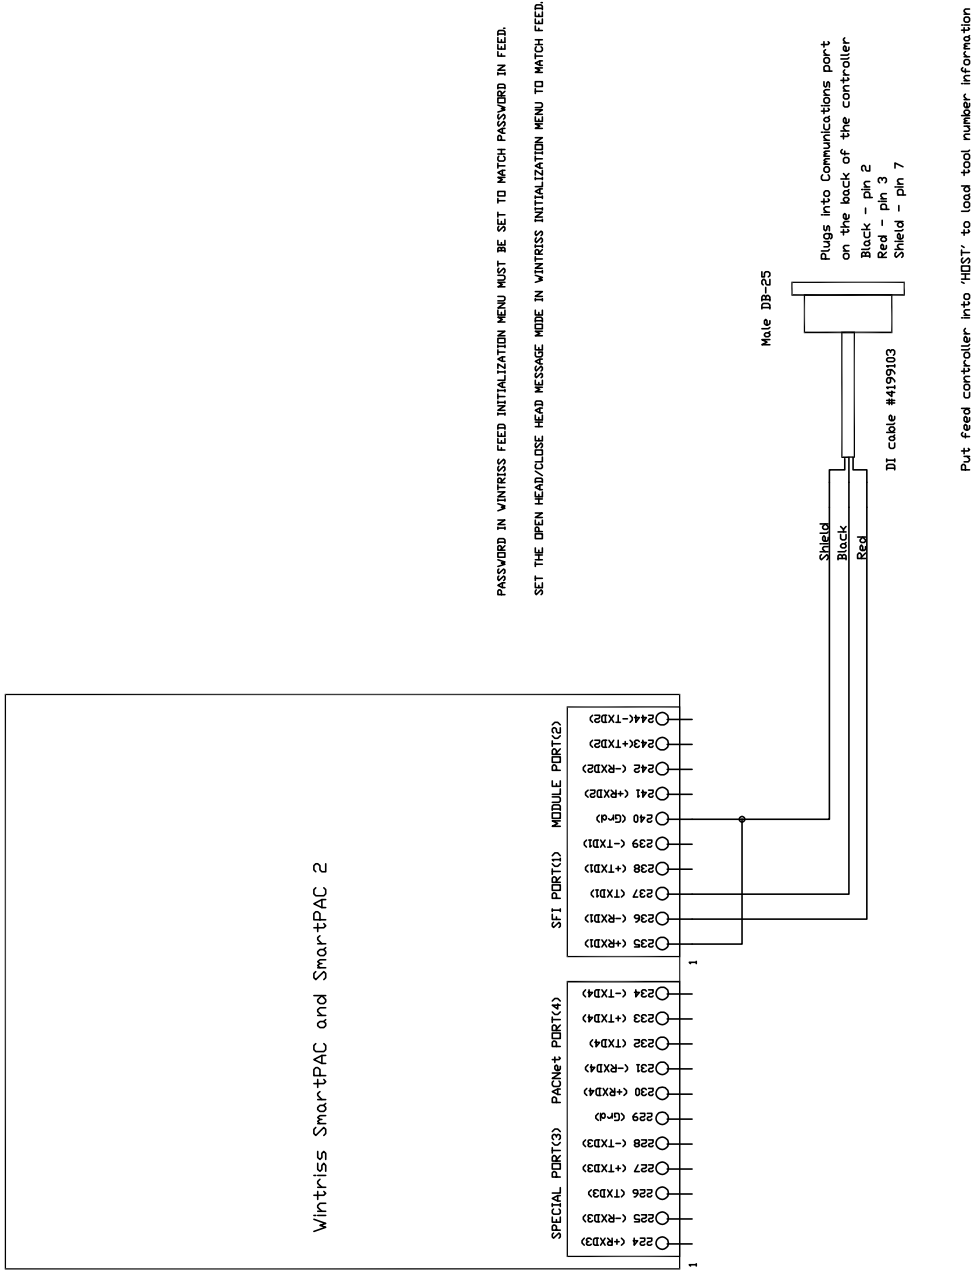 PASSWORD IN WINTRISS FEED INITIALIZATION MENU MUST BE SET TO MATCH PASSWORD IN FEED.
SET THE OPEN HEAD/CLOSE HEAD MESSAGE MODE IN WINTRISS INITIALIZATION MENU TO MATCH FEED.
Wintriss SmartPAC and SmartPAC 2
SPECIAL PORT(3)
PACNet PORT(4)
SFI PORT(1)
MODULE PORT(2)
224 (+RXD3)
225 (-RXD3)
226 (TXD3)
227 (+TXD3)
228 (-TXD3)
229 (Grd)
230 (+RXD4)
231 (-RXD4)
232 (TXD4)
233 (+TXD4)
234 (-TXD4)
235 (+RXD1)
236 (-RXD1)
237 (TXD1)
238 (+TXD1)
239 (-TXD1)
240 (Grd)
241 (+RXD2)
242 (-RXD2)
243(+TXD2)
244(-TXD2)
1
1
Male DB-25
Plugs into Communications port
on the back of the controller
Black - pin 2
Red - pin 3
Shield - pin 7
Shield
Black
Red
DI cable #4199103
Put feed controller into 'HOST' to load tool number information